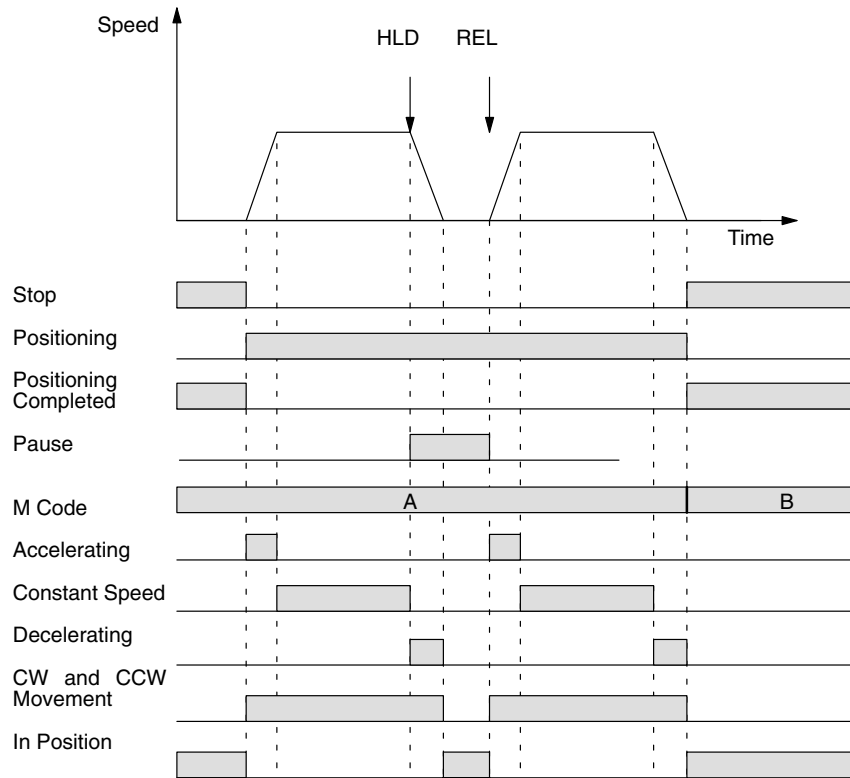 Speed
HLD REL
Time
Stop
Positioning
Positioning
Completed
Pause
M Code
A B
Accelerating
Constant Speed
Decelerating
CW and CCW
Movement
In Position